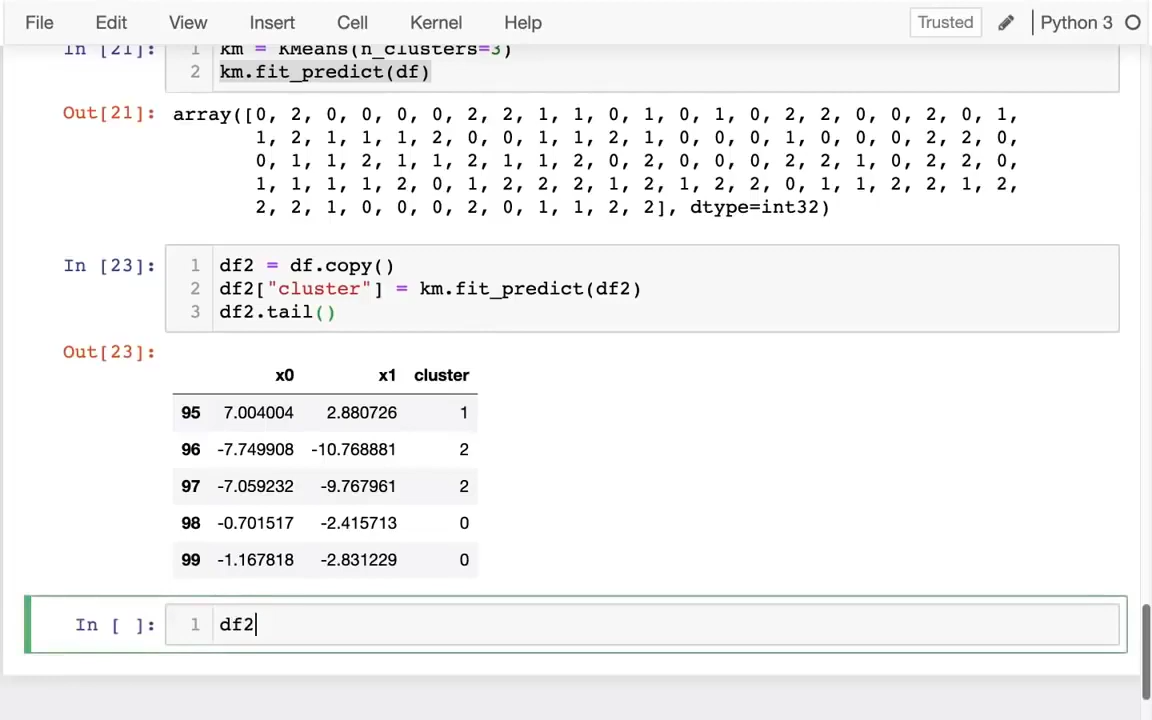 File Edit View Insert Cell Kernel Help Trusted Python 3
In [21]: 1 km = KMeans(n_clusters=3)
2 km.fit_predict(df)
Out[21]: array([0, 2, 0, 0, 0, 0, 2, 2, 1, 1, 0, 1, 0, 1, 0, 2, 2, 0, 0, 2, 0, 1,
1, 2, 1, 1, 1, 2, 0, 0, 1, 1, 2, 1, 0, 0, 0, 1, 0, 0, 0, 2, 2, 0,
0, 1, 1, 2, 1, 1, 2, 1, 1, 2, 0, 2, 0, 0, 0, 2, 2, 1, 0, 2, 2, 0,
1, 1, 1, 1, 2, 0, 1, 2, 2, 2, 1, 2, 1, 2, 2, 0, 1, 1, 2, 2, 1, 2,
2, 2, 1, 0, 0, 0, 2, 0, 1, 1, 2, 2], dtype=int32)
In [23]: 1 df2 = df.copy()
2 df2["cluster"] = km.fit_predict(df2)
3 df2.tail()
Out[23]:
x0 x1 cluster
95 7.004004 2.880726 1
96 -7.749908 -10.768881 2
97 -7.059232 -9.767961 2
98 -0.701517 -2.415713 0
99 -1.167818 -2.831229 0
In [ ]: 1 df2